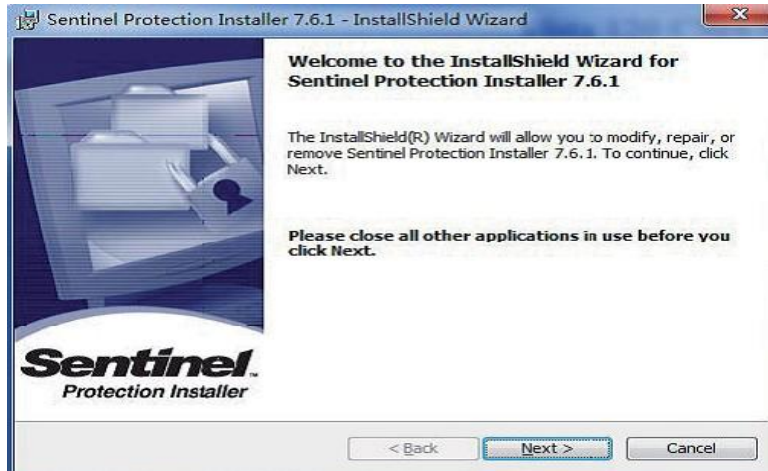 Sentinel Protection Installer 7.6.1 - InstallShield Wizard
Welcome to the InstallShield Wizard for
Sentinel Protection Installer 7.6.1
The InstallShield(R) Wizard will allow you to modify, repair, or
remove Sentinel Protection Installer 7.6.1. To continue, click
Next.
Please close all other applications in use before you
click Next.
Sentinel™
Protection Installer
< Back Next > Cancel